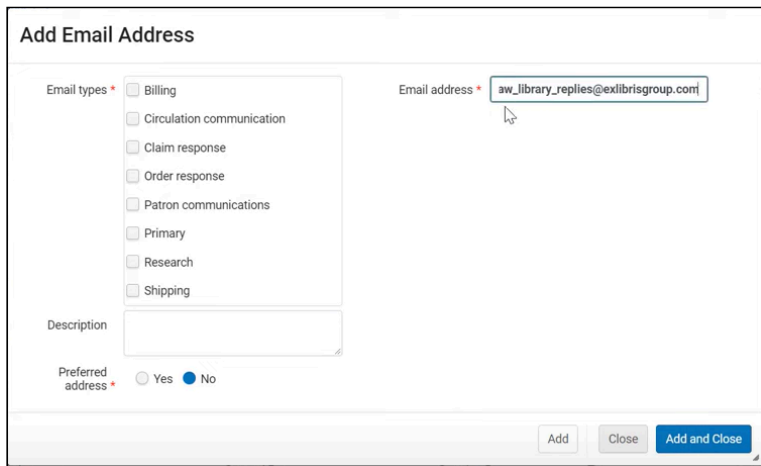 Add Email Address
Email types *
Billing
Circulation communication
Claim response
Order response
Patron communications
Primary
Research
Shipping
Email address * aw_library_replies@exlibrisgroup.com
Description
Preferred
address *
Yes No
Add Close Add and Close